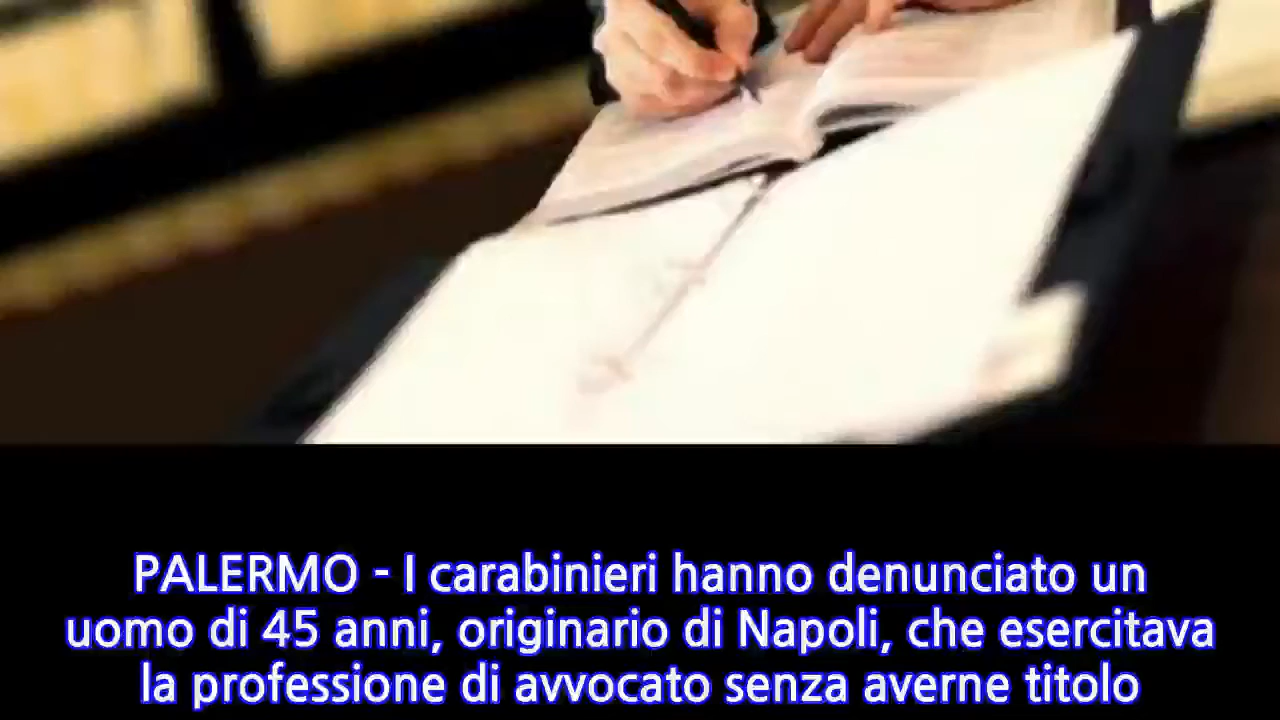 PALERMO - I carabinieri hanno denunciato un
uomo di 45 anni, originario di Napoli, che esercitava
la professione di avvocato senza averne titolo